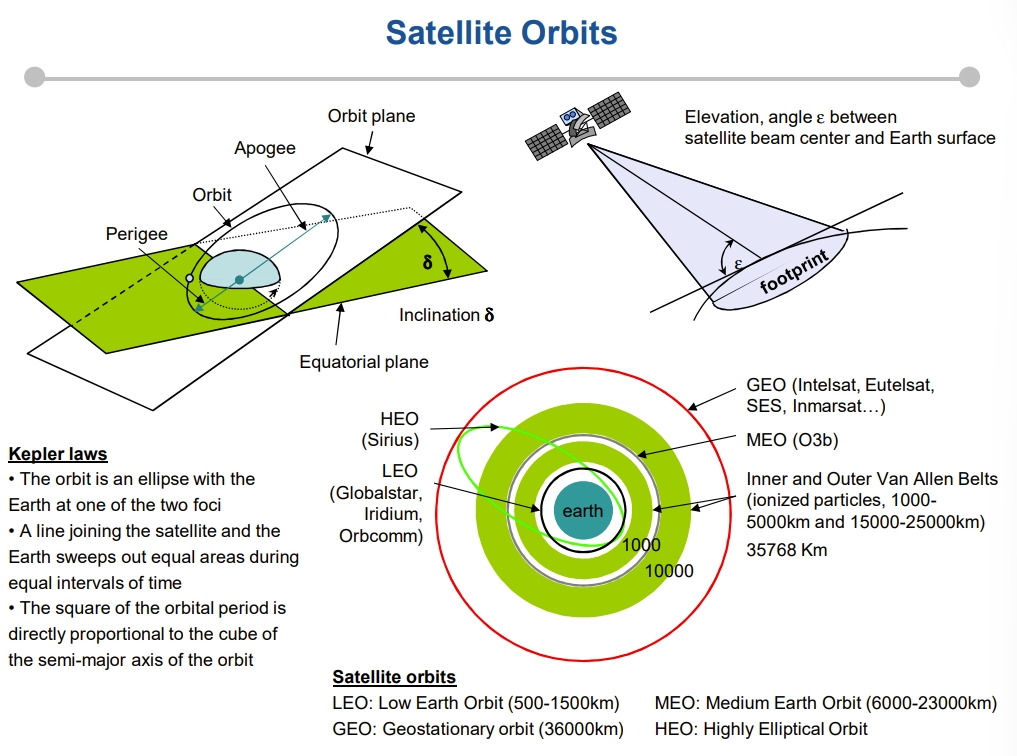 Satellite Orbits
Orbit plane
Apogee
Orbit
Perigee
δ
Inclination δ
Equatorial plane
Elevation, angle ε between
satellite beam center and Earth surface
ε
footprint
Kepler laws
• The orbit is an ellipse with the
Earth at one of the two foci
• A line joining the satellite and the
Earth sweeps out equal areas during
equal intervals of time
• The square of the orbital period is
directly proportional to the cube of
the semi-major axis of the orbit
HEO
(Sirius)
LEO
(Globalstar,
Iridium,
Orbcomm)
earth
1000
10000
GEO (Intelsat, Eutelsat,
SES, Inmarsat…)
MEO (O3b)
Inner and Outer Van Allen Belts
(ionized particles, 1000-
5000km and 15000-25000km)
35768 Km
Satellite orbits
LEO: Low Earth Orbit (500-1500km)
MEO: Medium Earth Orbit (6000-23000km)
GEO: Geostationary orbit (36000km)
HEO: Highly Elliptical Orbit